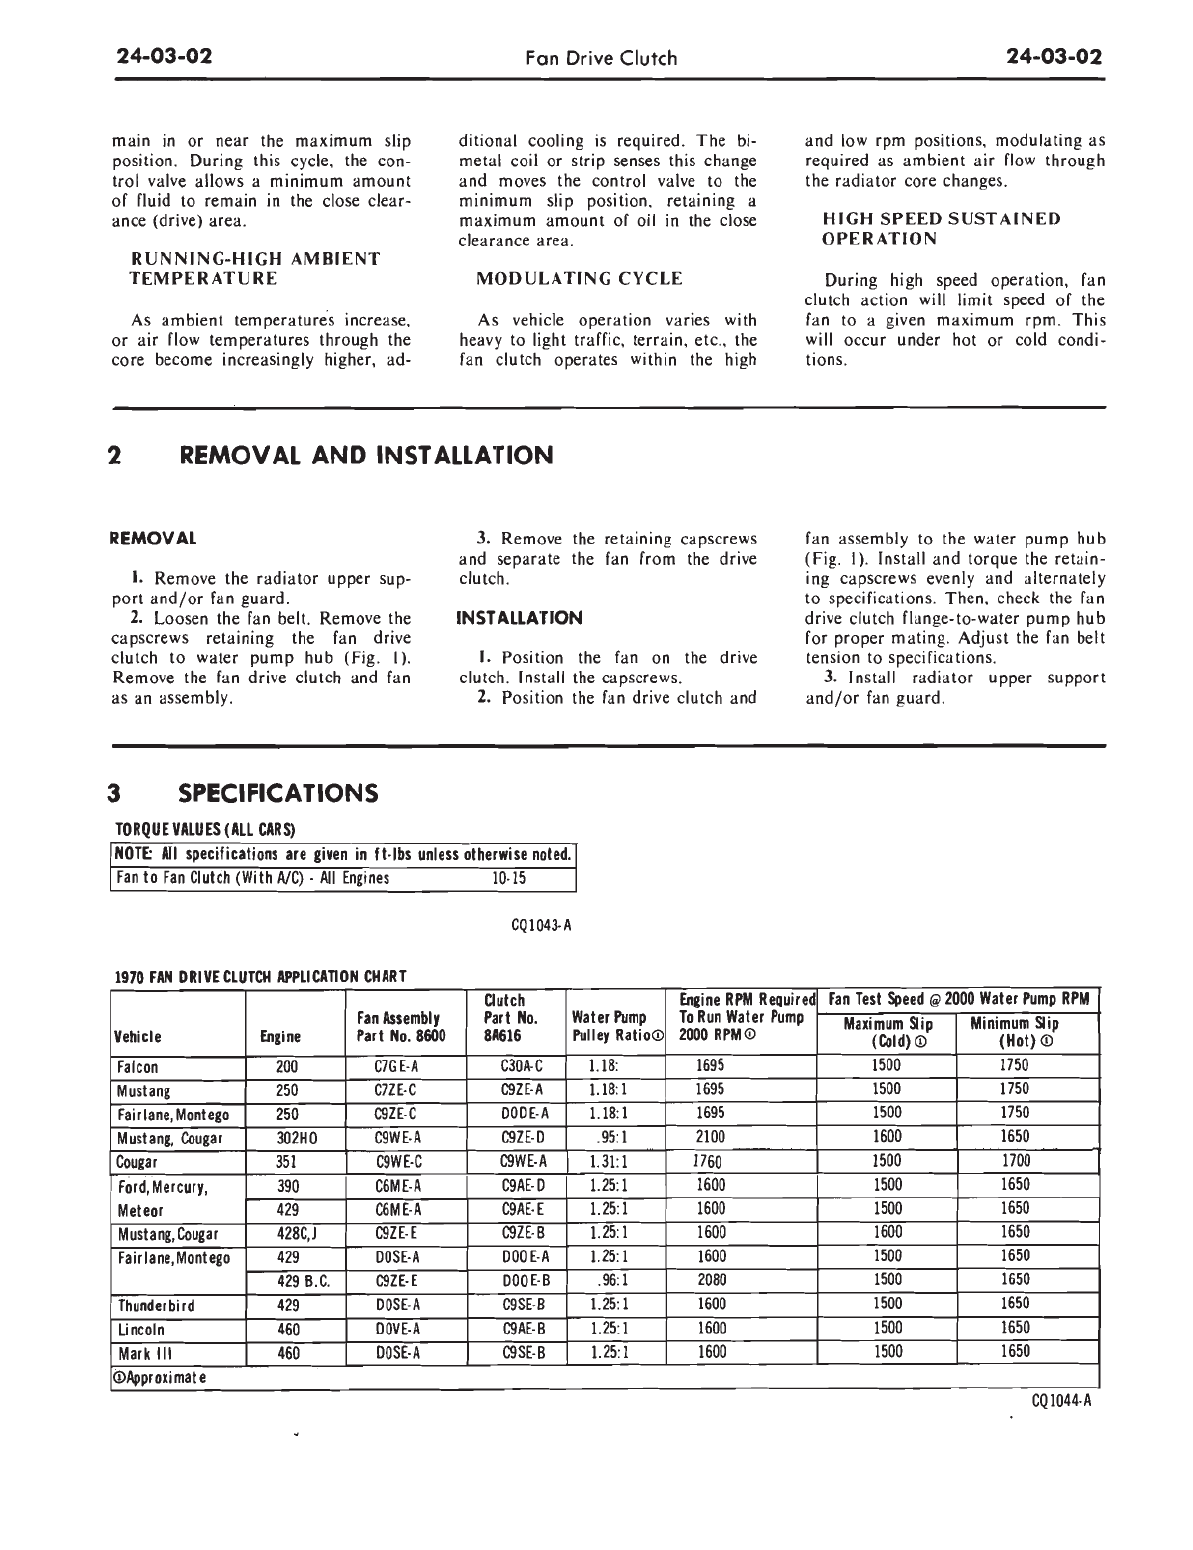 24-03-02 Fan Drive Clutch 24-03-02
main in or near the maximum slip
position. During this cycle, the con-
trol valve allows a minimum amount
of fluid to remain in the close clear-
ance (drive) area.
RUNNING-HIGH AMBIENT
TEMPERATURE
As ambient temperatures increase,
or air flow temperatures through the
core become increasingly higher, ad-
ditional cooling is required. The bi-
metal coil or strip senses this change
and moves the control valve to the
minimum slip position, retaining a
maximum amount of oil in the close
clearance area.
MODULATING CYCLE
As vehicle operation varies with
heavy to light traffic, terrain, etc., the
fan clutch operates within the high
and low rpm positions, modulating as
required as ambient air flow through
the radiator core changes.
HIGH SPEED SUSTAINED
OPERATION
During high speed operation, fan
clutch action will limit speed of the
fan to a given maximum rpm. This
will occur under hot or cold condi-
tions.
2 REMOVAL AND INSTALLATION
REMOVAL
1. Remove the radiator upper sup-
port and/or fan guard.
2. Loosen the fan belt. Remove the
capscrews retaining the fan drive
clutch to water pump hub (Fig. 1).
Remove the fan drive clutch and fan
as an assembly.
3. Remove the retaining capscrews
and separate the fan from the drive
clutch.
INSTALLATION
1. Position the fan on the drive
clutch. Install the capscrews.
2. Position the fan drive clutch and
fan assembly to the water pump hub
(Fig. 1). Install and torque the retain-
ing capscrews evenly and alternately
to specifications. Then, check the fan
drive clutch flange-to-water pump hub
for proper mating. Adjust the fan belt
tension to specifications.
3. Install radiator upper support
and/or fan guard.
3 SPECIFICATIONS
TORQUE VALUES (ALL CARS)
NOTE: All specifications are given in ft-lbs unless otherwise noted.
Fan to Fan Clutch (With A/C) - All Engines 10-15
CQ1043-A
1970 FAN DRIVE CLUTCH APPLICATION CHART
Vehicle Engine Fan Assembly Part No. 8600 Clutch Part No. 8A616 Water Pump Pulley Ratio① Engine RPM Required To Run Water Pump 2000 RPM① Fan Test Speed @ 2000 Water Pump RPM
Maximum Slip (Cold)① Minimum Slip (Hot)①
Falcon 200 C7GE-A C3OA-C 1.18: 1695 1500 1750
Mustang 250 C7ZE-C C9ZE-A 1.18:1 1695 1500 1750
Fairlane, Montego 250 C9ZE-C DODE-A 1.18:1 1695 1500 1750
Mustang, Cougar 302HO C9WE-A C9ZE-D .95:1 2100 1600 1650
Cougar 351 C9WE-C C9WE-A 1.31:1 1760 1500 1700
Ford, Mercury, 390 C6ME-A C9AE-D 1.25:1 1600 1500 1650
Meteor 429 C6ME-A C9AE-E 1.25:1 1600 1500 1650
Mustang, Cougar 428C,J C9ZE-E C9ZE-B 1.25:1 1600 1600 1650
Fairlane, Montego 429 DOSE-A DOOE-A 1.25:1 1600 1500 1650
429 B.C. C9ZE-E DOOE-B .96:1 2080 1500 1650
Thunderbird 429 DOSE-A C9SE-B 1.25:1 1600 1500 1650
Lincoln 460 DOVE-A C9AE-B 1.25:1 1600 1500 1650
Mark III 460 DOSE-A C9SE-B 1.25:1 1600 1500 1650
①Approximate
CQ1044-A